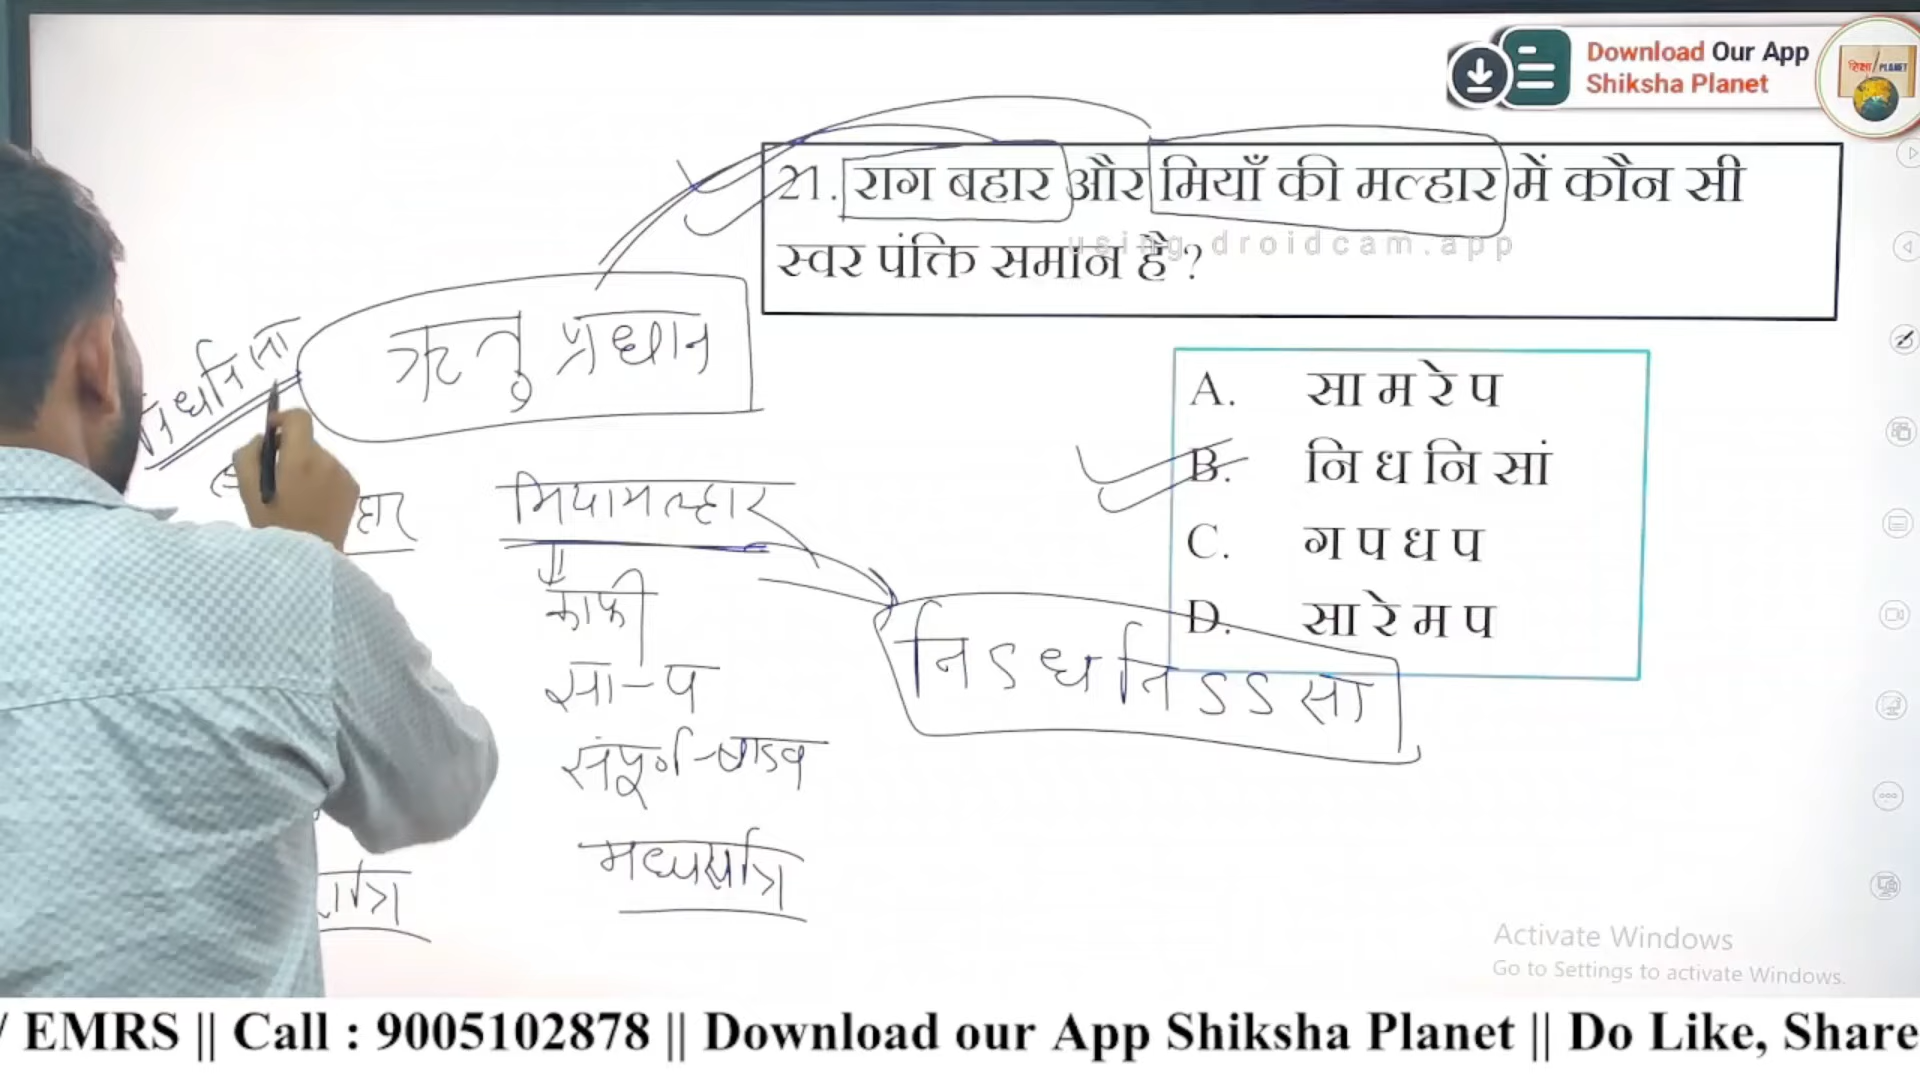 Download Our App
Shiksha Planet
शिक्षा PLANET
21. राग बहार और मियाँ की मल्हार में कौन सी
स्वर पंक्ति समान है ?
using droidcam.app
ऋतु प्रधान
नि ध नि सा
A. सा म रे प
B. नि ध नि सां
C. ग प ध प
D. सा रे म प
हार
मियामल्हार
काफी
सा-प
संपूर्ण-षाडव
मध्यरात्रि
रात्रि
नि ऽ ध नि ऽ ऽ सा
Activate Windows
Go to Settings to activate Windows.
/ EMRS || Call : 9005102878 || Download our App Shiksha Planet || Do Like, Share